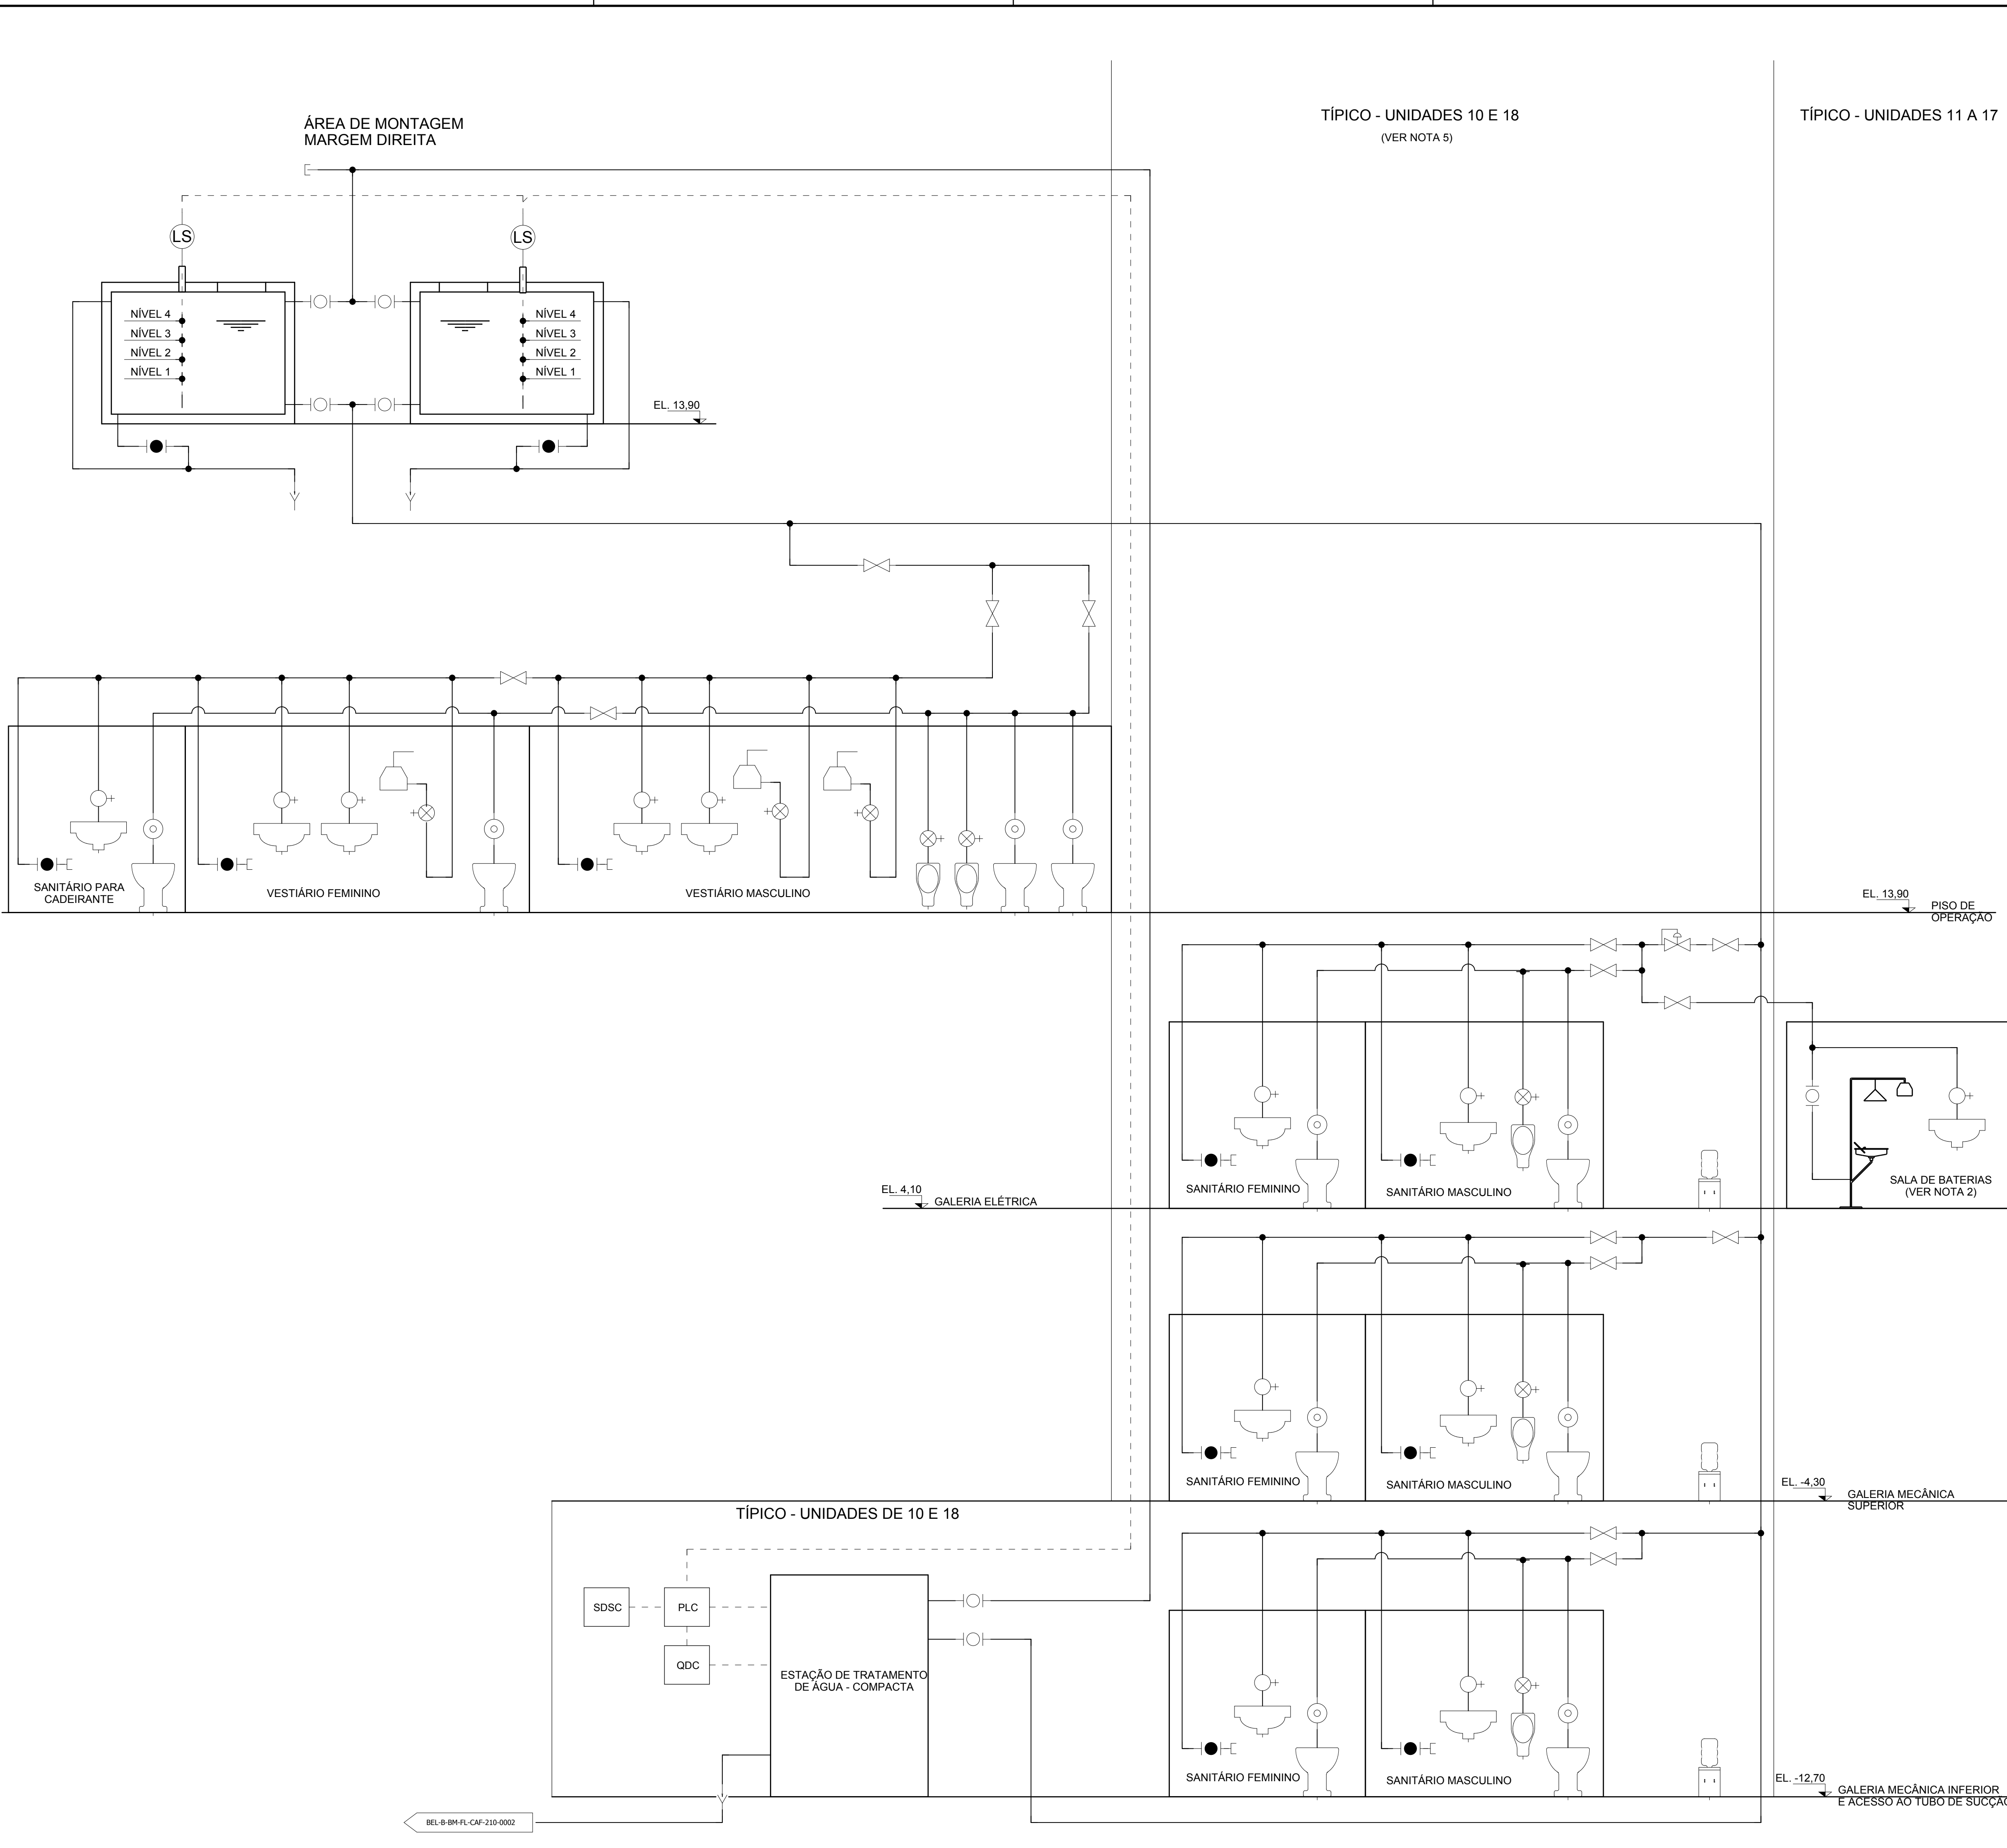 ÁREA DE MONTAGEM
MARGEM DIREITA
TÍPICO - UNIDADES 10 E 18
(VER NOTA 5)
TÍPICO - UNIDADES 11 A 17
LS
LS
NÍVEL 4
NÍVEL 3
NÍVEL 2
NÍVEL 1
NÍVEL 4
NÍVEL 3
NÍVEL 2
NÍVEL 1
EL. 13,90
SANITÁRIO PARA
CADEIRANTE
VESTIÁRIO FEMININO
VESTIÁRIO MASCULINO
EL. 13,90
PISO DE
OPERAÇÃO
SANITÁRIO FEMININO
SANITÁRIO MASCULINO
SALA DE BATERIAS
(VER NOTA 2)
EL. 4,10
GALERIA ELÉTRICA
SANITÁRIO FEMININO
SANITÁRIO MASCULINO
EL. -4,30
GALERIA MECÂNICA
SUPERIOR
TÍPICO - UNIDADES DE 10 E 18
SDSC
PLC
QDC
ESTAÇÃO DE TRATAMENTO
DE ÁGUA - COMPACTA
SANITÁRIO FEMININO
SANITÁRIO MASCULINO
EL. -12,70
GALERIA MECÂNICA INFERIOR
E ACESSO AO TUBO DE SUCÇÃO
BEL-B-BM-FL-CAF-210-0002